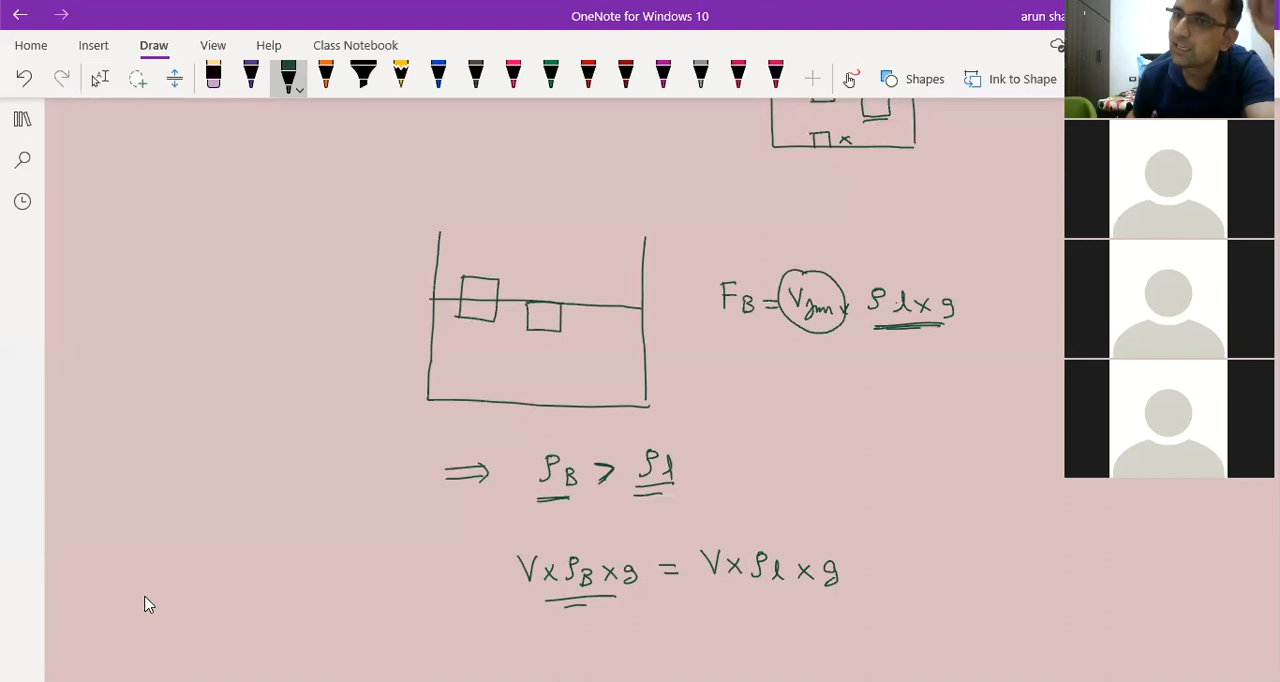 OneNote for Windows 10
arun sha
Home Insert Draw View Help Class Notebook
Shapes Ink to Shape
x
F_B = V_imm x ρ_l x g
⇒ ρ_B > ρ_l
V x ρ_B x g = V x ρ_l x g